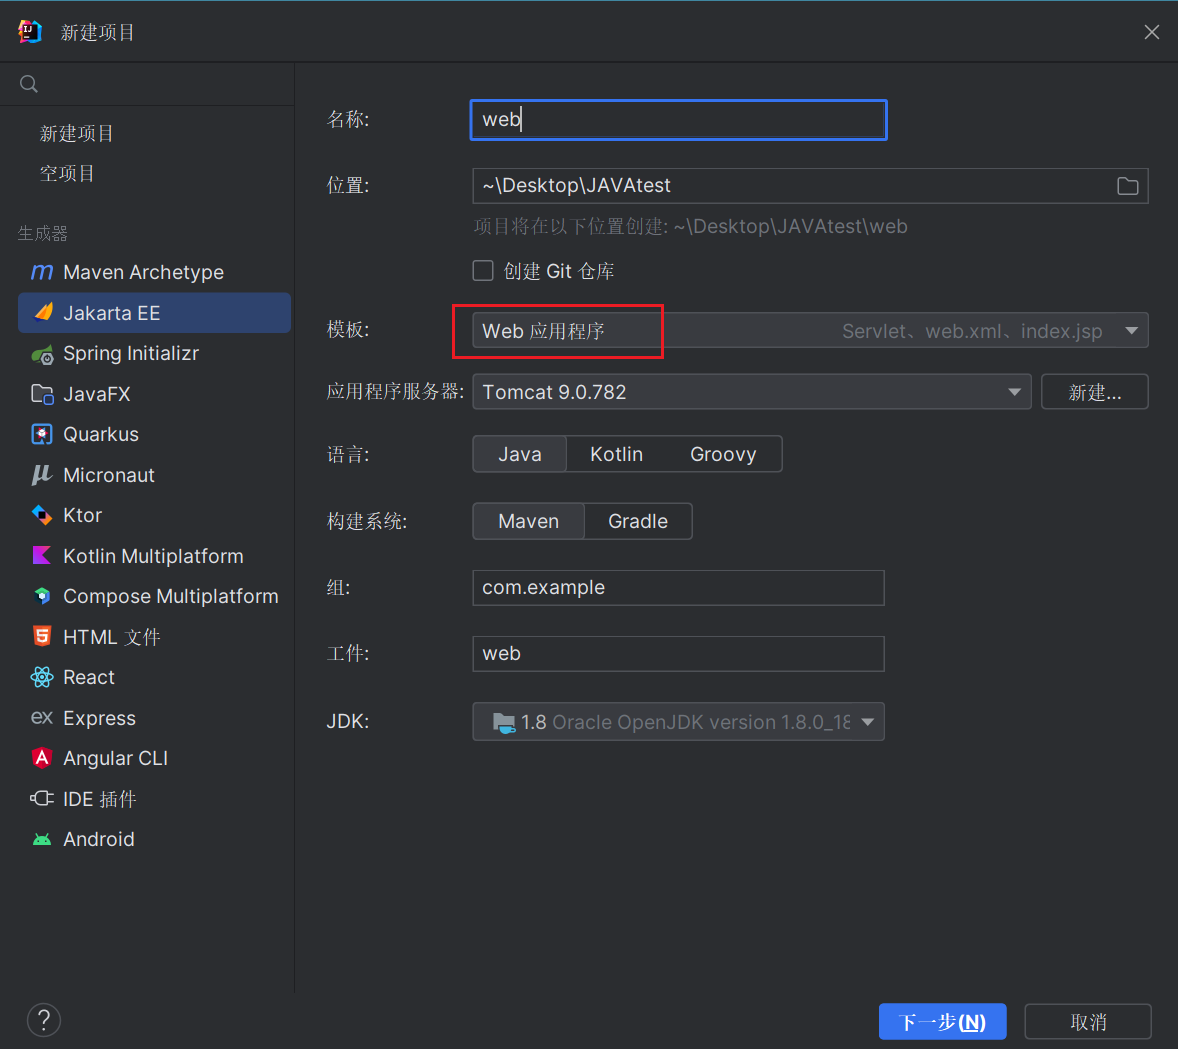 新建项目
新建项目
空项目
生成器
Maven Archetype
Jakarta EE
Spring Initializr
JavaFX
Quarkus
Micronaut
Ktor
Kotlin Multiplatform
Compose Multiplatform
HTML 文件
React
Express
Angular CLI
IDE 插件
Android
名称: web
位置: ~\Desktop\JAVAtest
项目将在以下位置创建: ~\Desktop\JAVAtest\web
创建 Git 仓库
模板: Web 应用程序 Servlet、web.xml、index.jsp
应用程序服务器: Tomcat 9.0.782 新建...
语言: Java Kotlin Groovy
构建系统: Maven Gradle
组: com.example
工件: web
JDK: 1.8 Oracle OpenJDK version 1.8.0_18
? 下一步(N) 取消